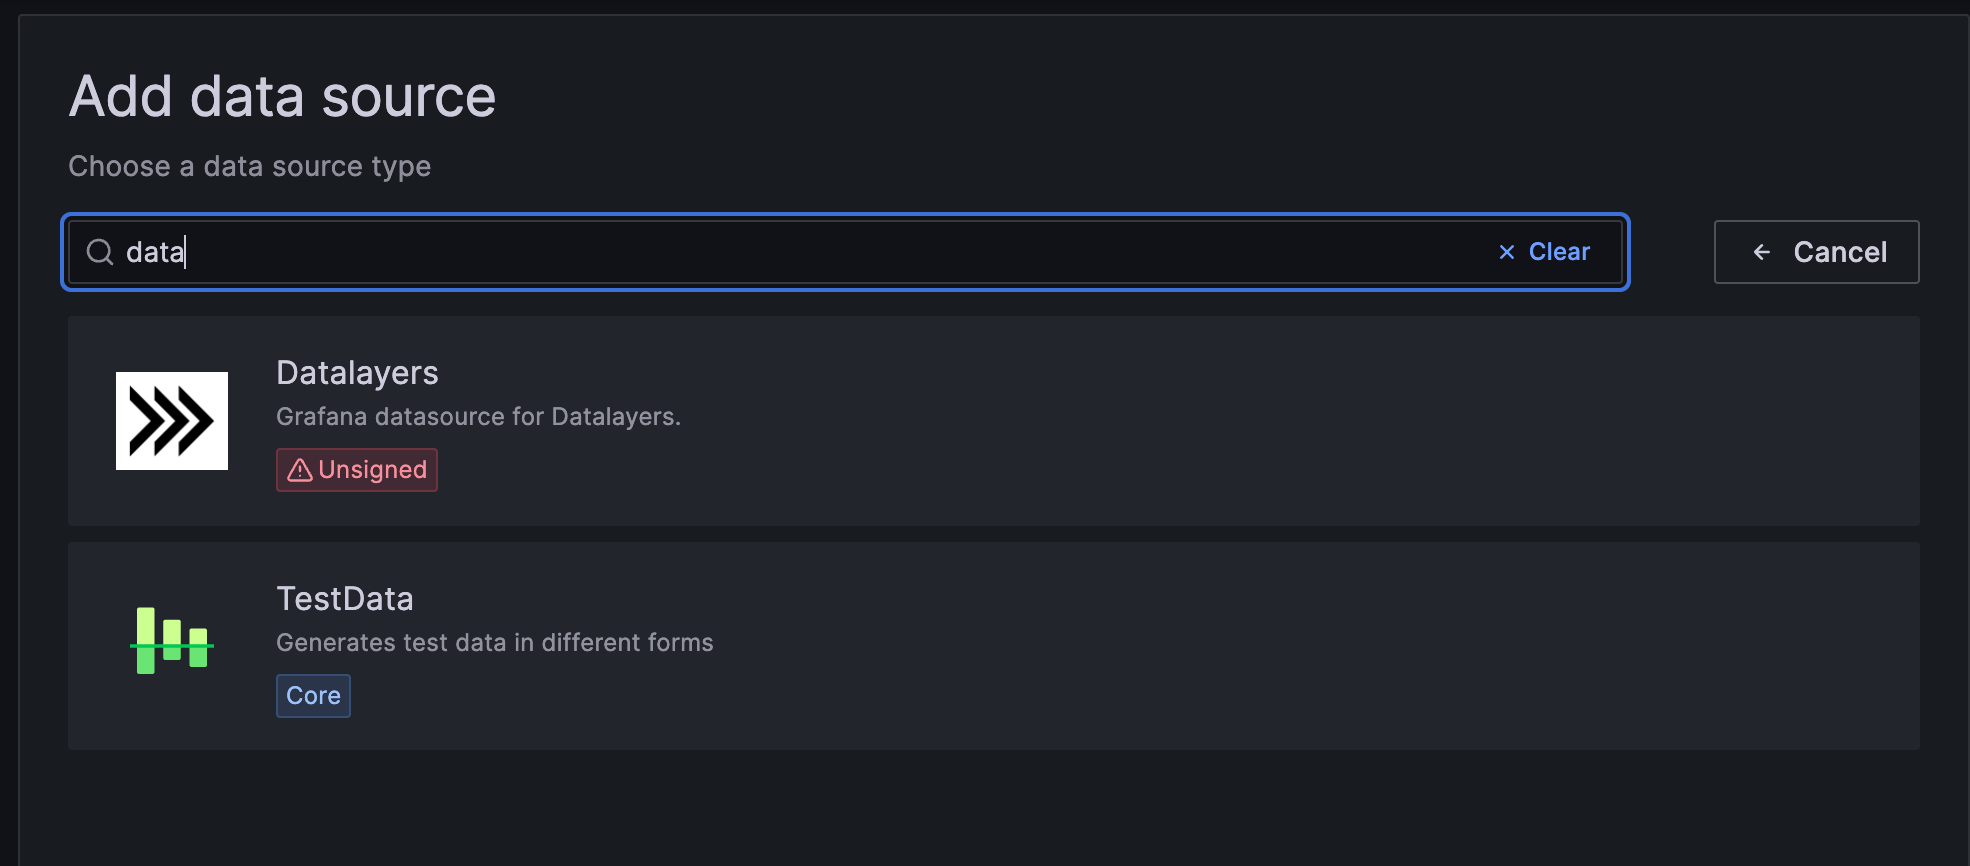 Add data source
Choose a data source type
data
Clear
Cancel
Datalayers
Grafana datasource for Datalayers.
Unsigned
TestData
Generates test data in different forms
Core